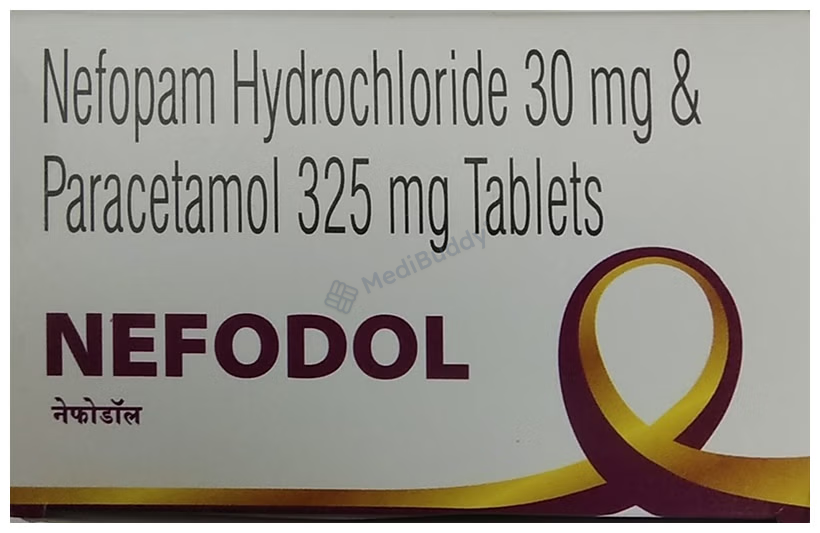 Nefopam Hydrochloride 30 mg &
Paracetamol 325 mg Tablets
MediBuddy
NEFODOL
नेफोडॉल